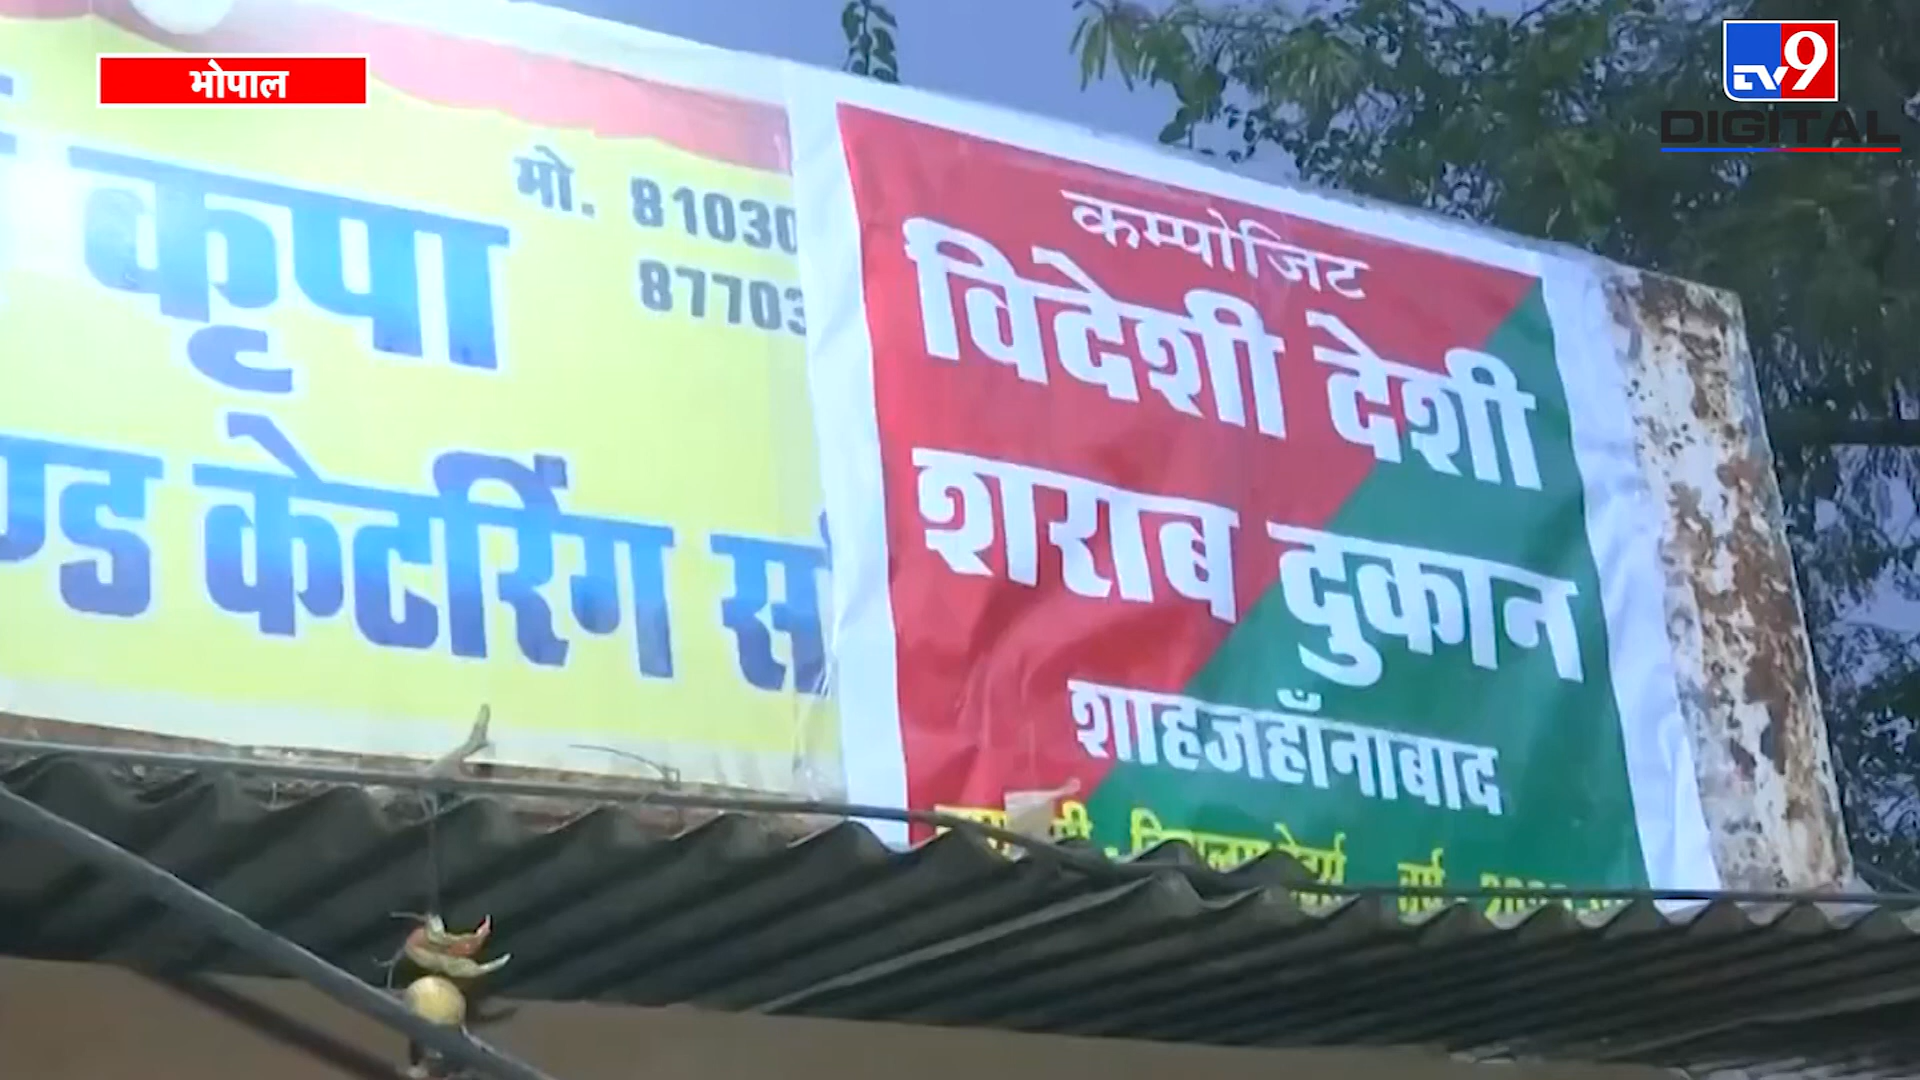 भोपाल
TV9
DIGITAL
कृपा
मो. 81030
87703
केटरिंग
कम्पोजिट
विदेशी देशी
शराब दुकान
शाहजहाँनाबाद